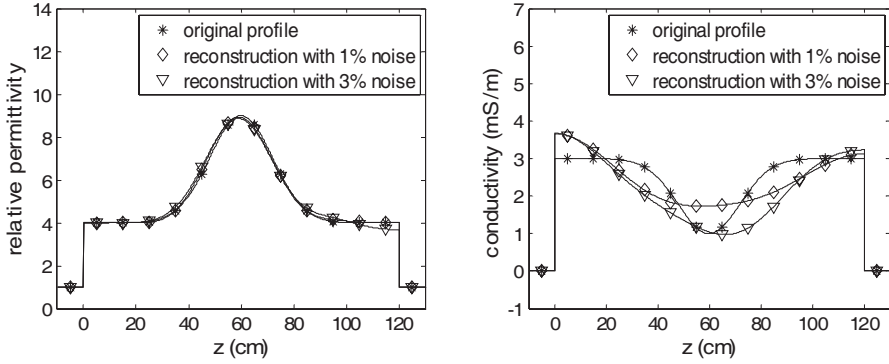 14
12
10
8
6
4
2
0
relative permittivity
original profile
reconstruction with 1% noise
reconstruction with 3% noise
0 20 40 60 80 100 120
z (cm)
7
6
5
4
3
2
1
0
-1
conductivity (mS/m)
original profile
reconstruction with 1% noise
reconstruction with 3% noise
0 20 40 60 80 100 120
z (cm)